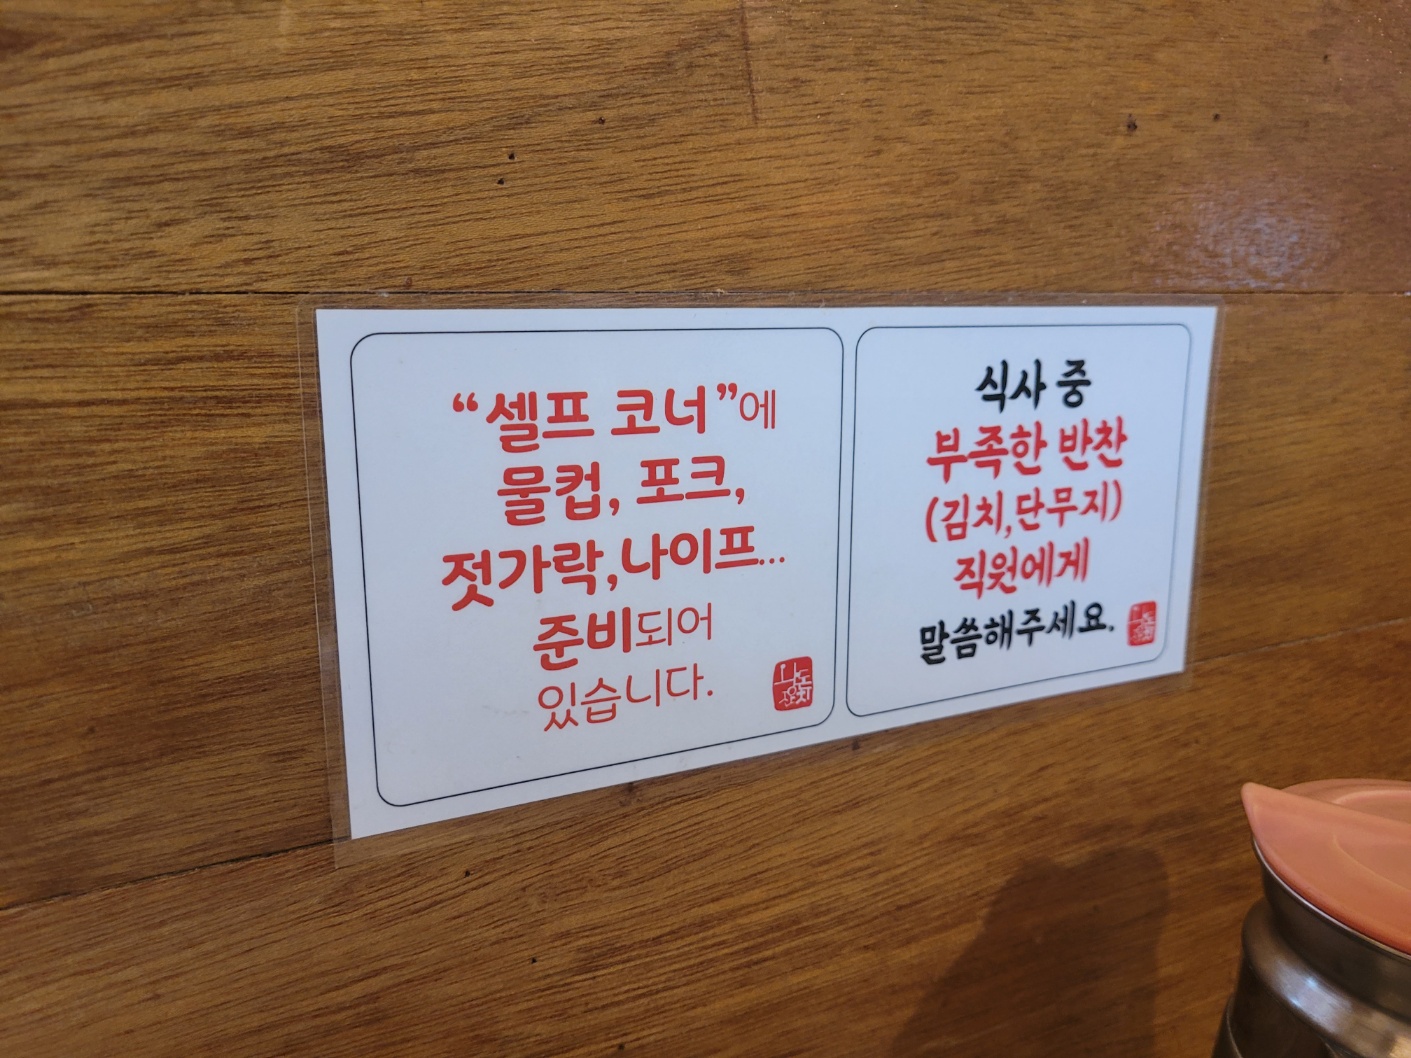 “셀프 코너”에
물컵, 포크,
젓가락,나이프...
준비되어
있습니다.
식사 중
부족한 반찬
(김치,단무지)
직원에게
말씀해주세요.